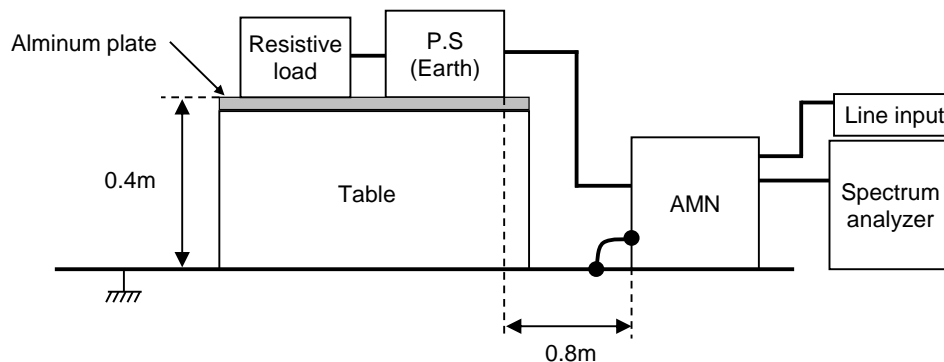 Alminum plate
Resistive
load
P.S
(Earth)
Line input
0.4m
Table
AMN
Spectrum
analyzer
0.8m